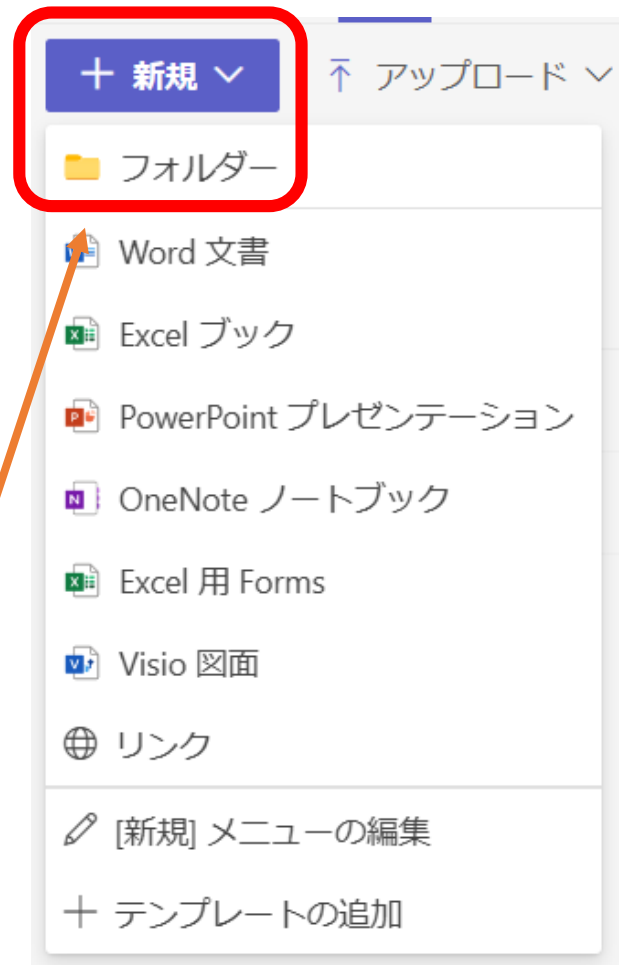 + 新規 アップロード
フォルダー
Word 文書
Excel ブック
PowerPoint プレゼンテーション
OneNote ノートブック
Excel 用 Forms
Visio 図面
リンク
[新規] メニューの編集
+ テンプレートの追加